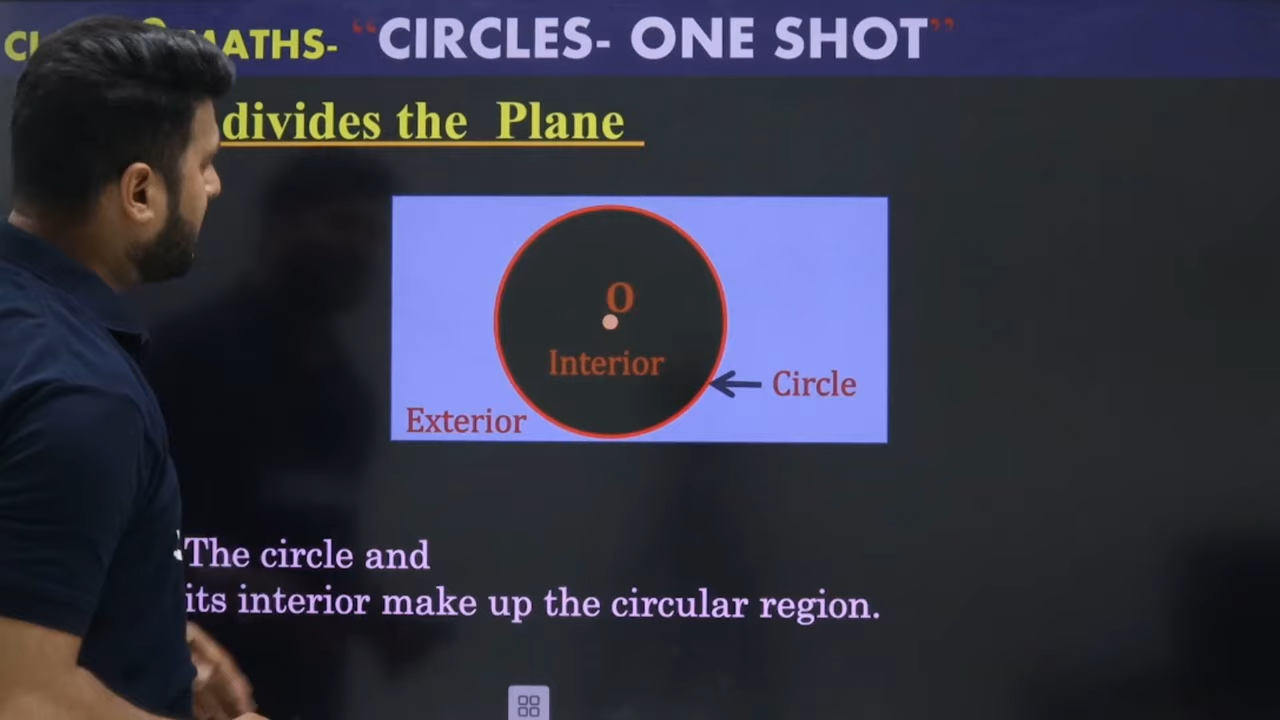 MATHS- “CIRCLES- ONE SHOT”
divides the Plane
O
Interior
Circle
Exterior
The circle and
its interior make up the circular region.